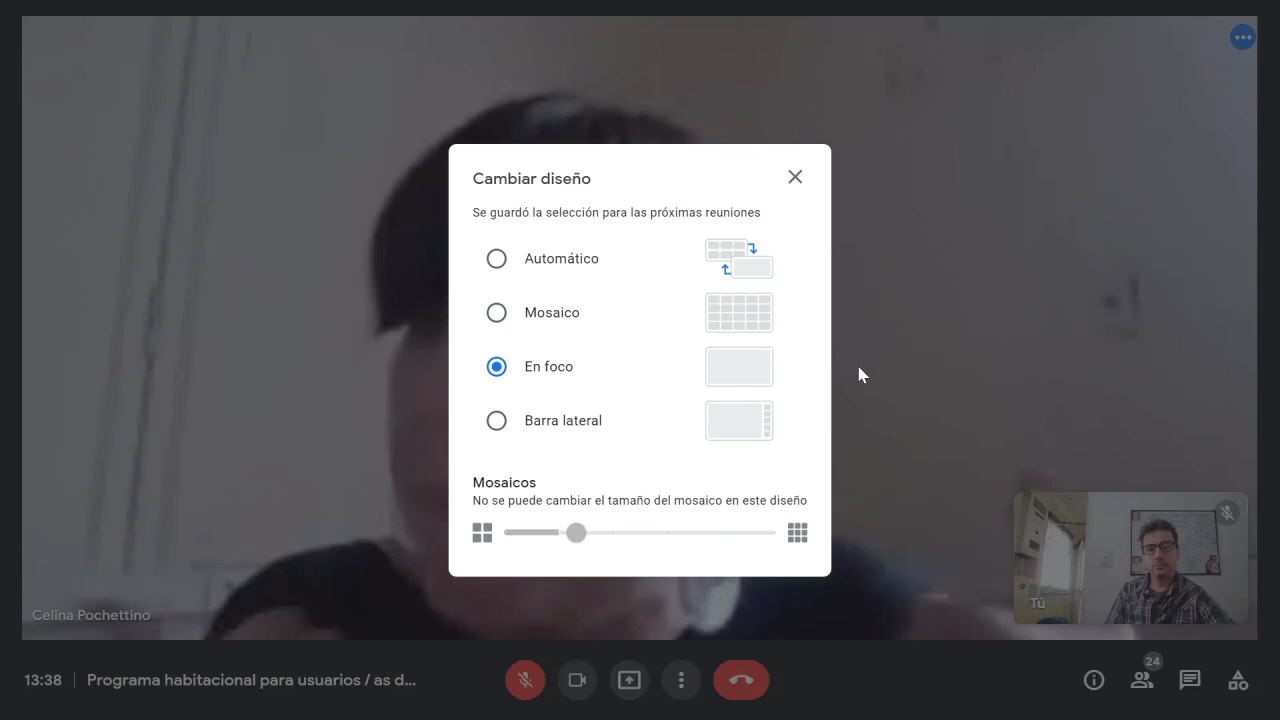 Cambiar diseño
Se guardó la selección para las próximas reuniones
Automático
Mosaico
En foco
Barra lateral
Mosaicos
No se puede cambiar el tamaño del mosaico en este diseño
Celina Pochettino
Tú
13:38
Programa habitacional para usuarios / as d...
24